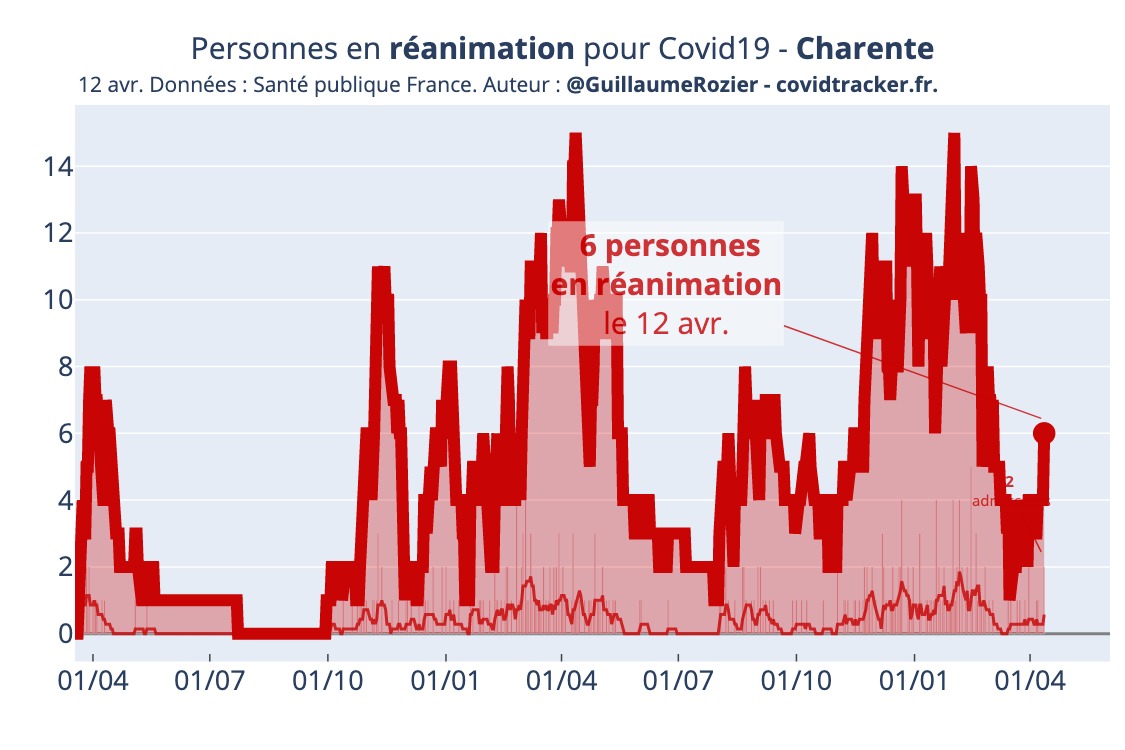 Personnes en réanimation pour Covid19 - Charente
12 avr. Données : Santé publique France. Auteur : @GuillaumeRozier - covidtracker.fr.
14
12
10
8
6
4
2
0
6 personnes
en réanimation
le 12 avr.
2
01/04 01/07 01/10 01/01 01/04 01/07 01/10 01/01 01/04